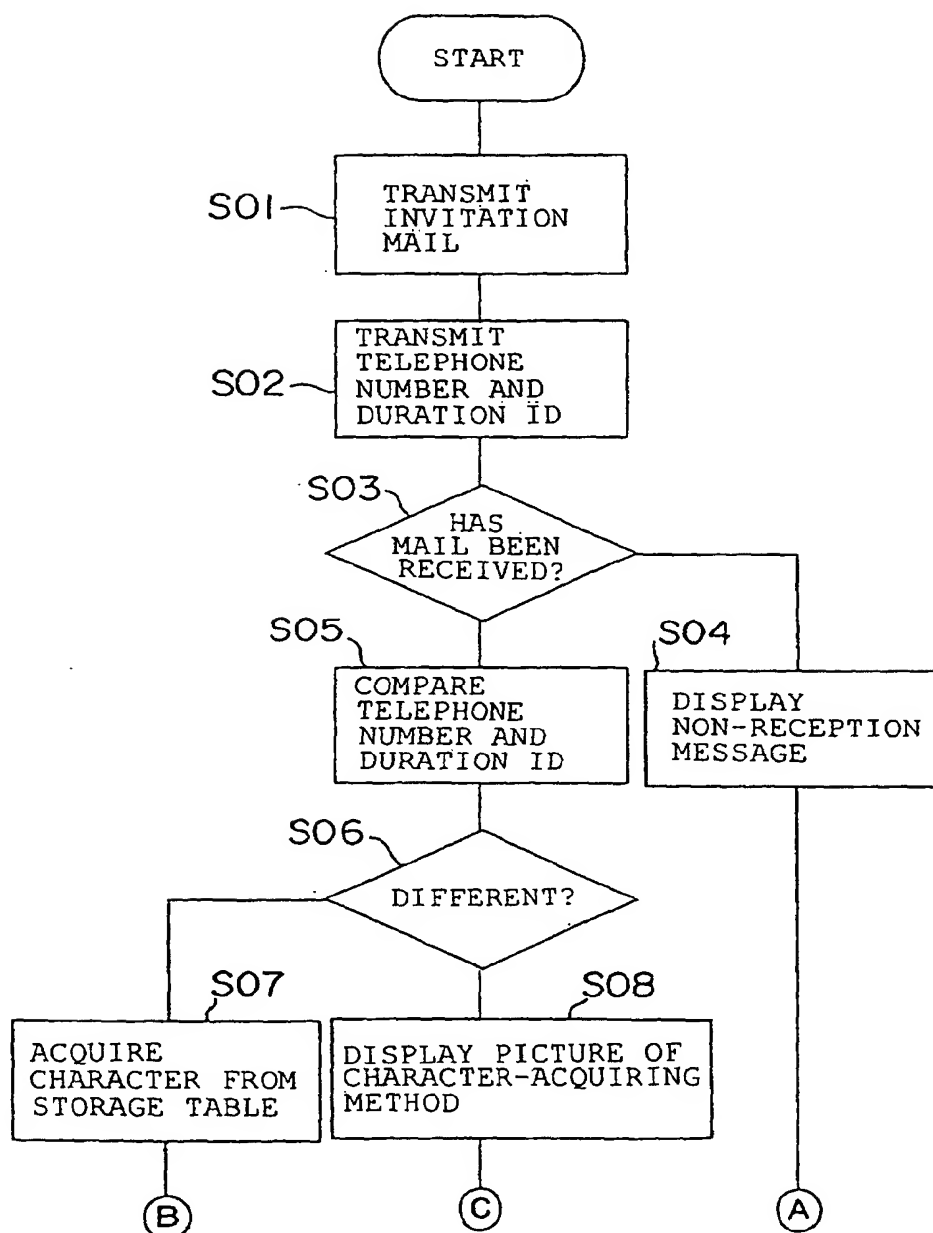 START
S01
TRANSMIT
INVITATION
MAIL
S02
TRANSMIT
TELEPHONE
NUMBER AND
DURATION ID
S03
HAS
MAIL BEEN
RECEIVED?
S05
COMPARE
TELEPHONE
NUMBER AND
DURATION ID
S04
DISPLAY
NON-RECEPTION
MESSAGE
S06
DIFFERENT?
S07
ACQUIRE
CHARACTER FROM
STORAGE TABLE
S08
DISPLAY PICTURE OF
CHARACTER-ACQUIRING
METHOD
B
C
A